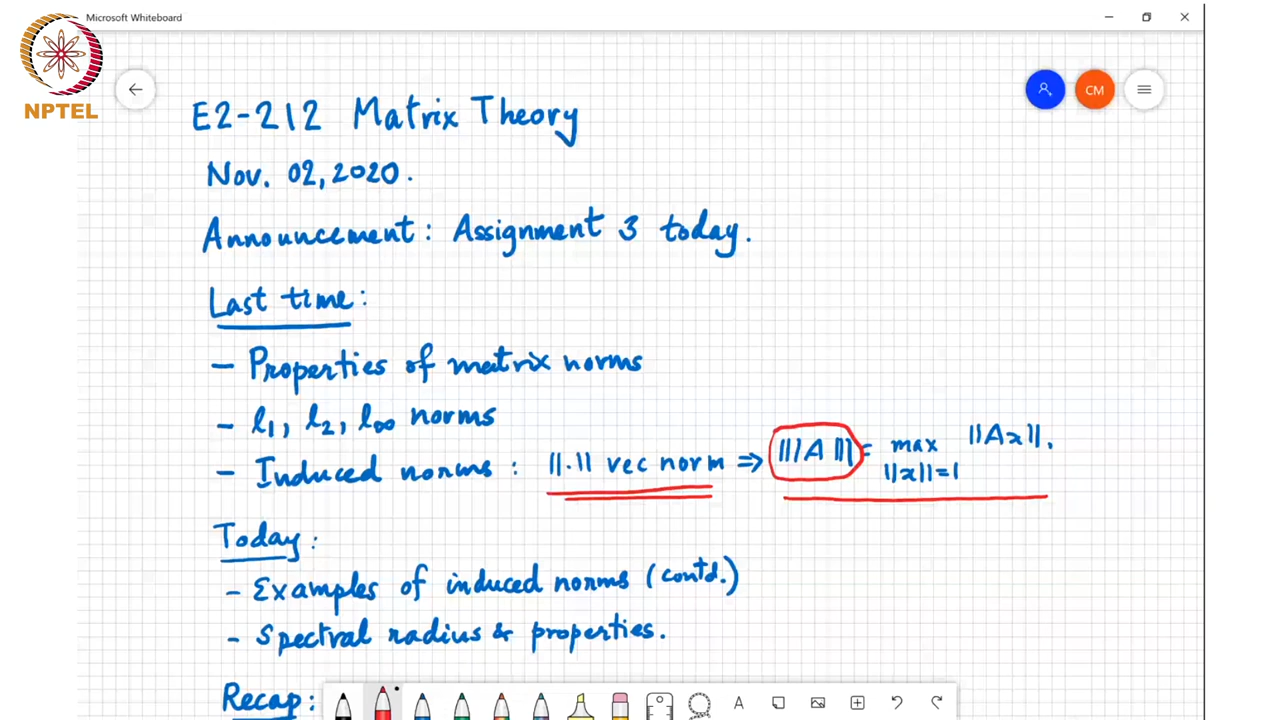 Microsoft Whiteboard
NPTEL
CM
E2-212 Matrix Theory
Nov. 02, 2020.
Announcement: Assignment 3 today.
Last time:
- Properties of matrix norms
- l1, l2, l∞ norms
- Induced norms: ||.|| vec norm ⇒ |||A||| = max ||Ax||.
||x||=1
Today:
- Examples of induced norms (contd.)
- Spectral radius & properties.
Recap:
A